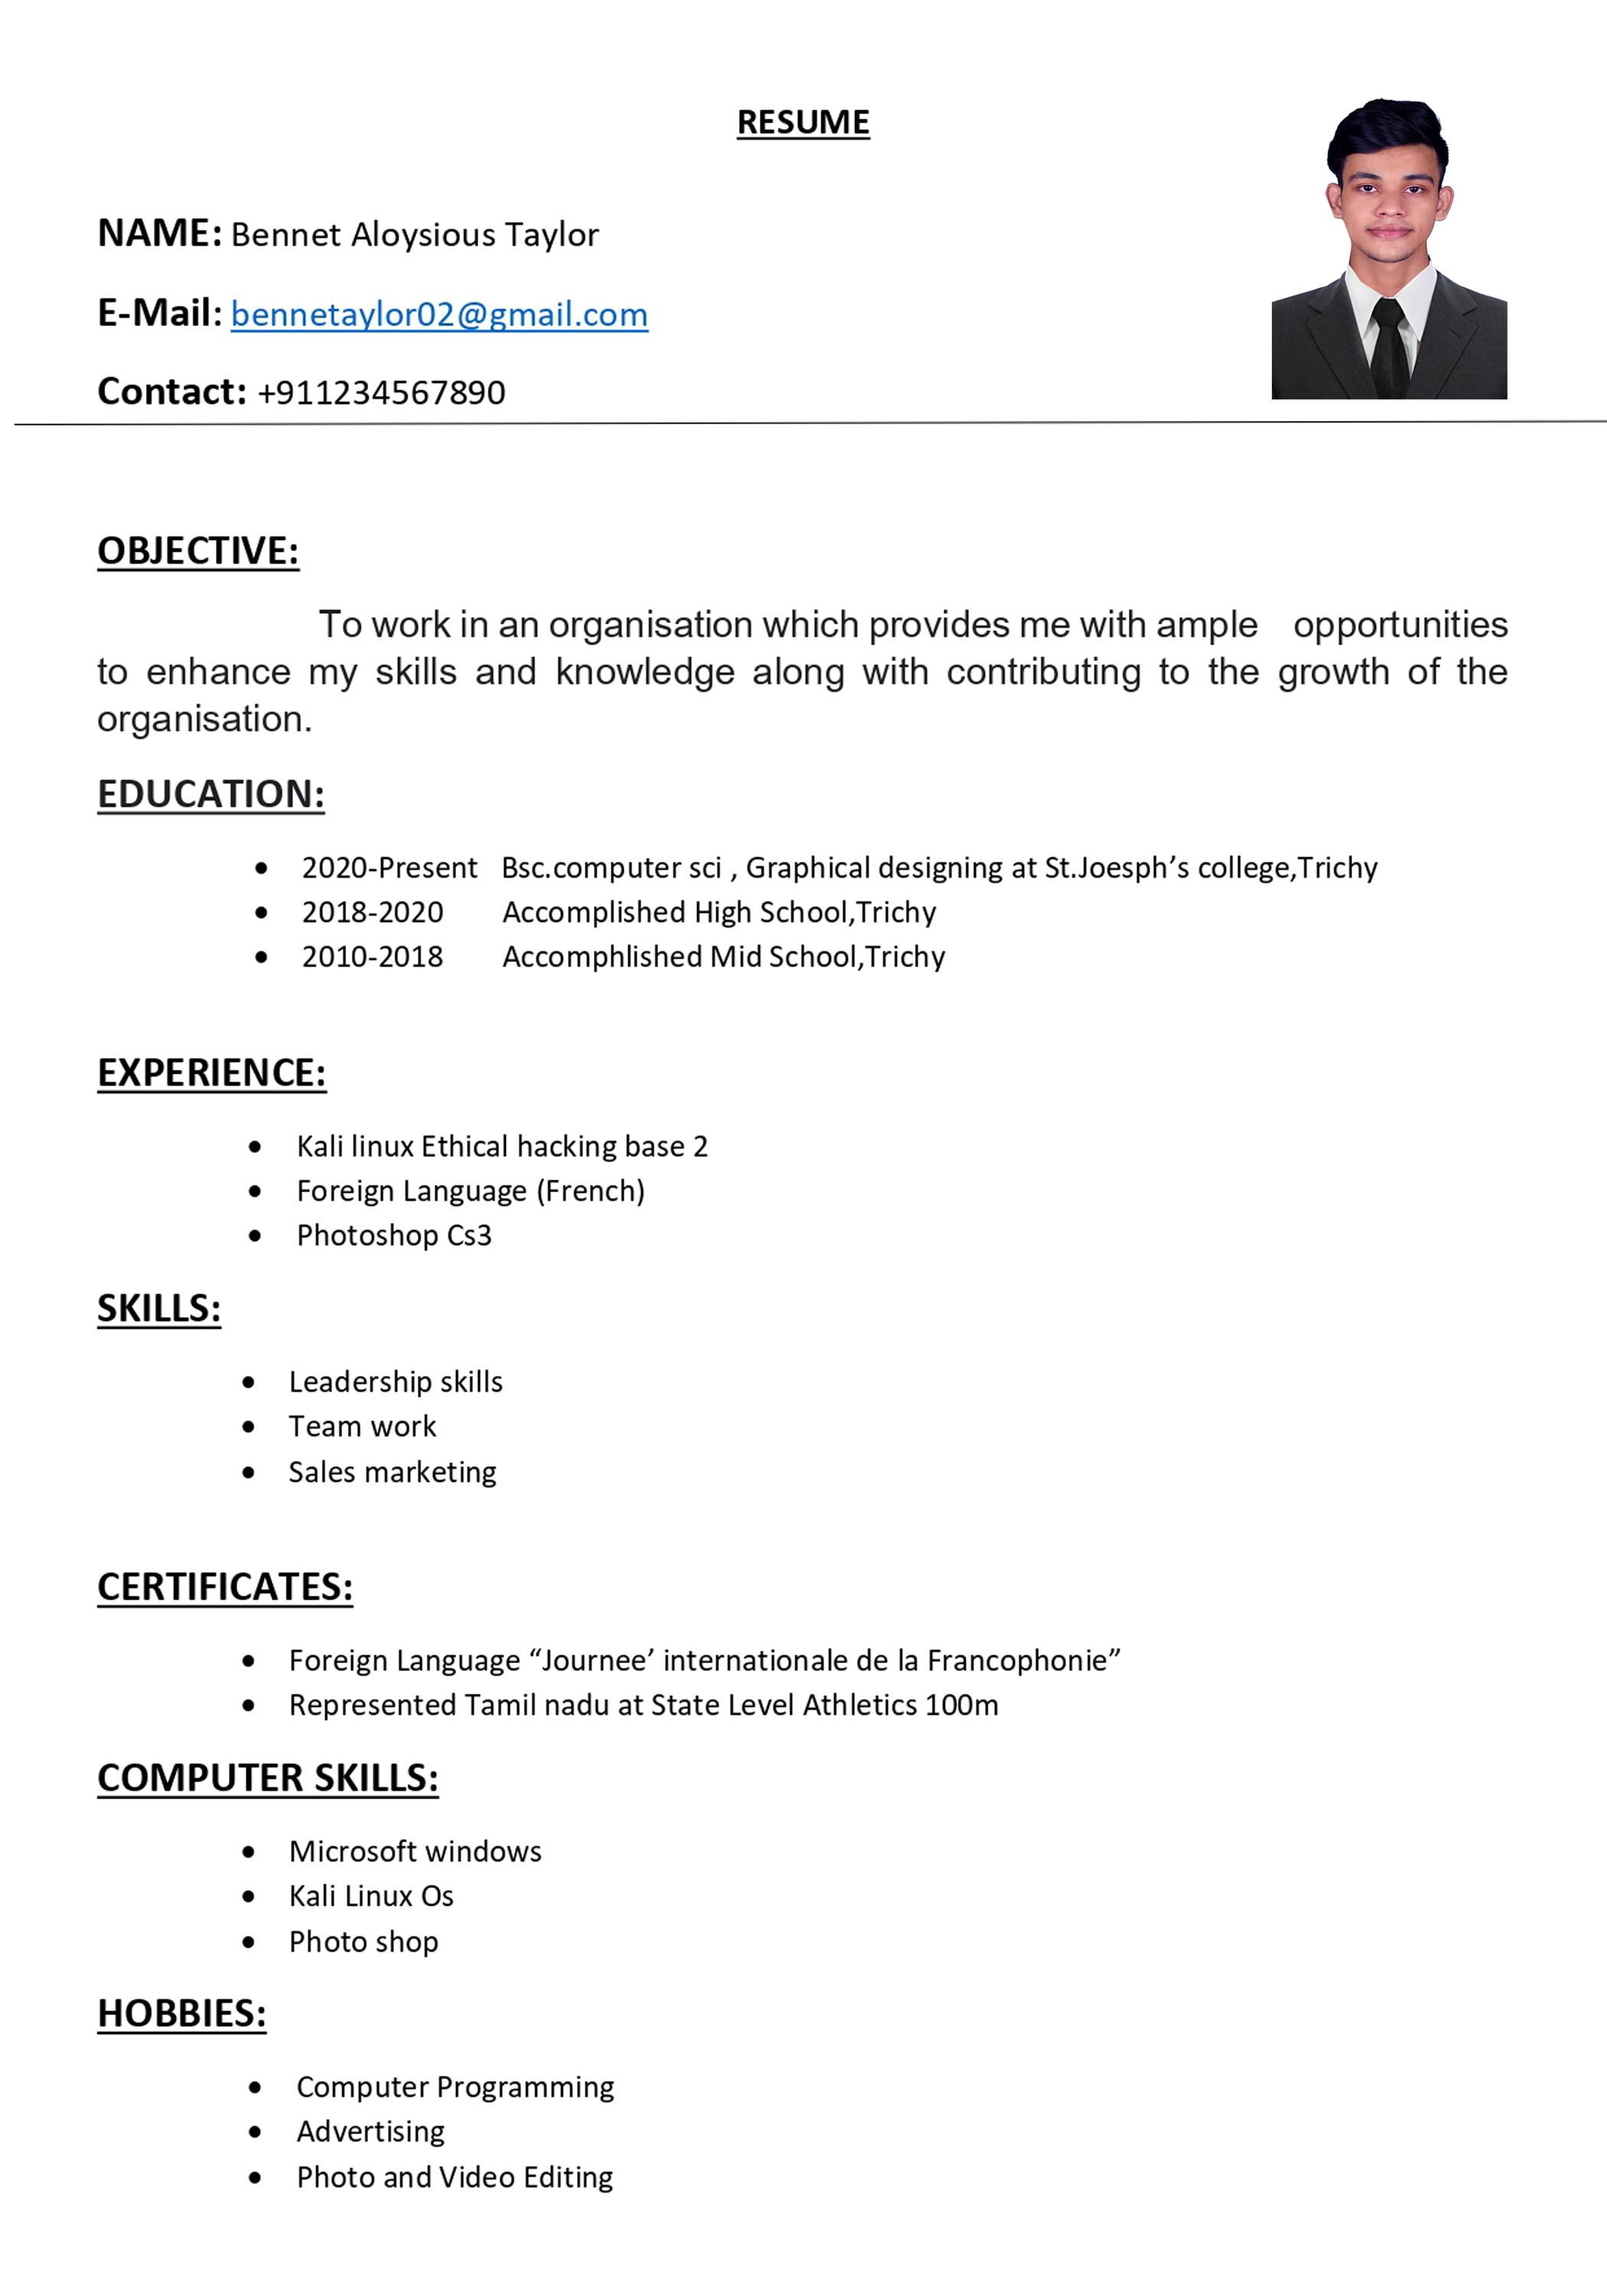 RESUME
NAME: Bennet Aloysious Taylor
E-Mail: bennetaylor02@gmail.com
Contact: +911234567890
OBJECTIVE:
To work in an organisation which provides me with ample opportunities
to enhance my skills and knowledge along with contributing to the growth of the
organisation.
EDUCATION:
• 2020-Present Bsc.computer sci , Graphical designing at St.Joesph’s college,Trichy
• 2018-2020 Accomplished High School,Trichy
• 2010-2018 Accomphlished Mid School,Trichy
EXPERIENCE:
• Kali linux Ethical hacking base 2
• Foreign Language (French)
• Photoshop Cs3
SKILLS:
• Leadership skills
• Team work
• Sales marketing
CERTIFICATES:
• Foreign Language “Journee’ internationale de la Francophonie”
• Represented Tamil nadu at State Level Athletics 100m
COMPUTER SKILLS:
• Microsoft windows
• Kali Linux Os
• Photo shop
HOBBIES:
• Computer Programming
• Advertising
• Photo and Video Editing